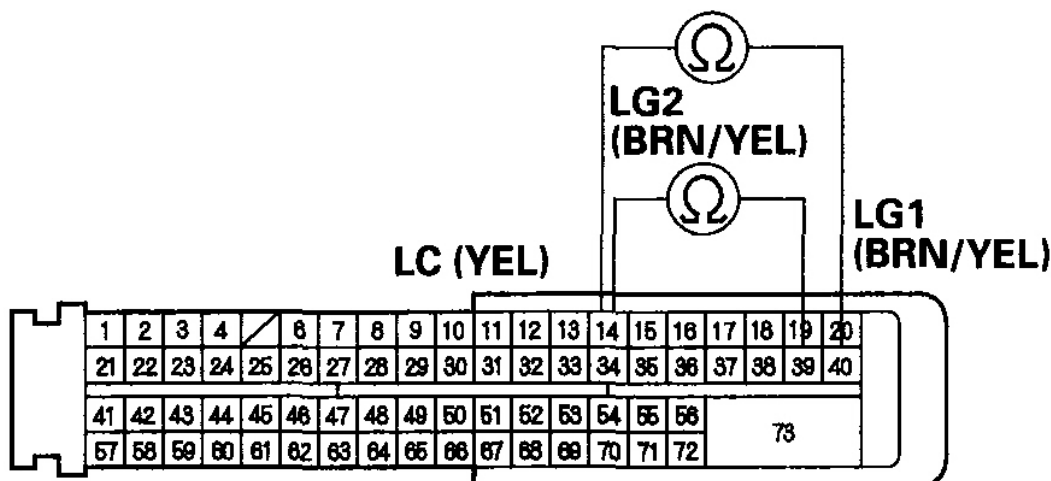 Ω
LG2
(BRN/YEL)
Ω
LG1
(BRN/YEL)
LC (YEL)
1 2 3 4 6 7 8 9 10 11 12 13 14 15 16 17 18 19 20
21 22 23 24 25 26 27 28 29 30 31 32 33 34 35 36 37 38 39 40
41 42 43 44 45 46 47 48 49 50 51 52 53 54 55 56 73
57 58 59 60 61 62 63 64 65 66 67 68 69 70 71 72